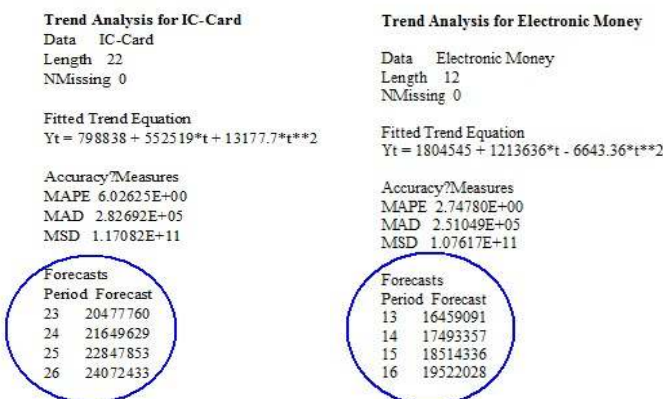 Trend Analysis for IC-Card
Data IC-Card
Length 22
NMissing 0
Fitted Trend Equation
Yt = 798838 + 552519*t + 13177.7*t**2
Accuracy?Measures
MAPE 6.02625E+00
MAD 2.82692E+05
MSD 1.17082E+11
Forecasts
Period Forecast
23 20477760
24 21649629
25 22847853
26 24072433
Trend Analysis for Electronic Money
Data Electronic Money
Length 12
NMissing 0
Fitted Trend Equation
Yt = 1804545 + 1213636*t - 6643.36*t**2
Accuracy?Measures
MAPE 2.74780E+00
MAD 2.51049E+05
MSD 1.07617E+11
Forecasts
Period Forecast
13 16459091
14 17493357
15 18514336
16 19522028